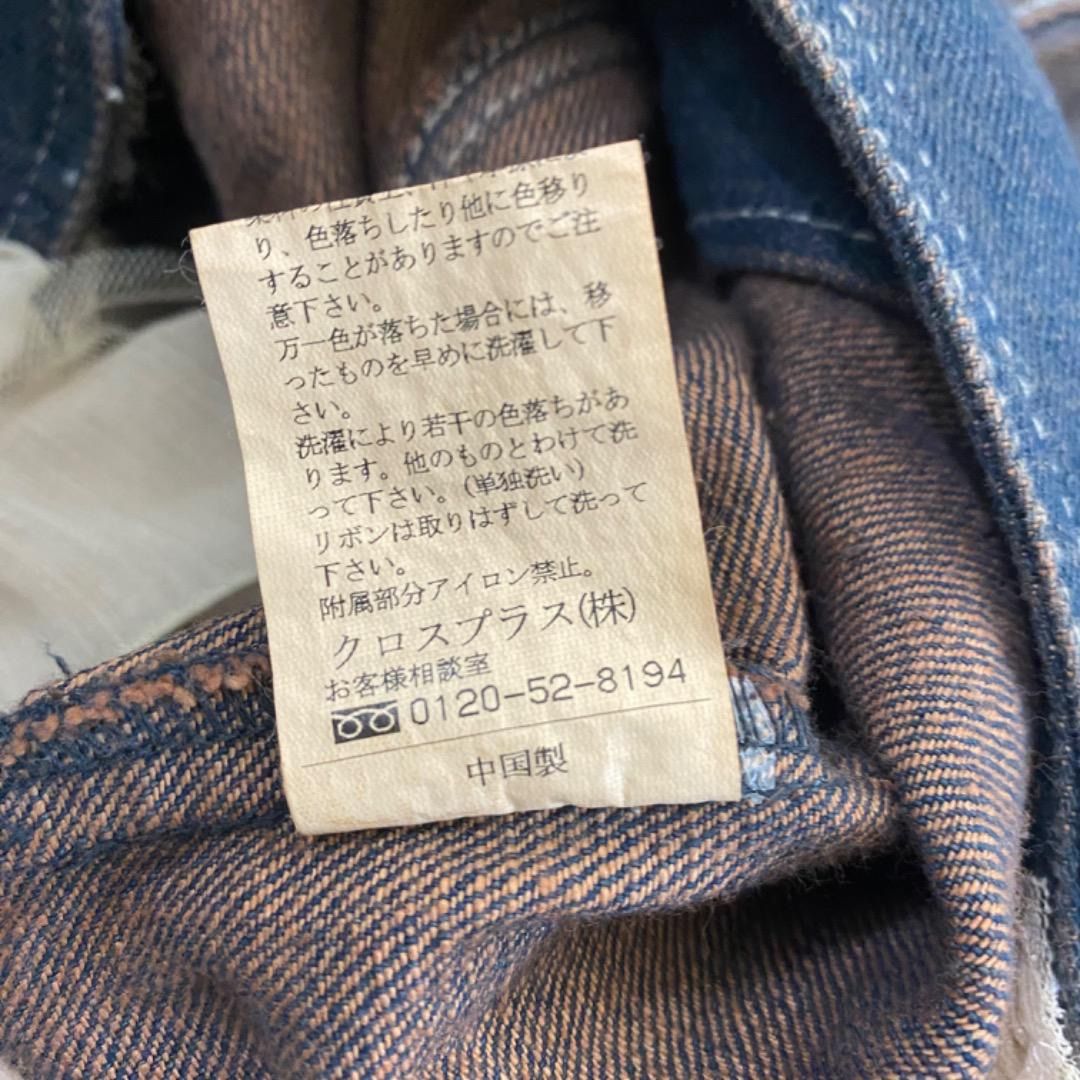 り、色落ちしたり他に色移り
することがありますのでご注
意下さい。
万一色が落ちた場合には、移
ったものを早めに洗濯して下
さい。
洗濯により若干の色落ちがあ
ります。他のものとわけて洗
って下さい。(単独洗い)
リボンは取りはずして洗って
下さい。
附属部分アイロン禁止。
クロスプラス(株)
お客様相談室
0120-52-8194
中国製